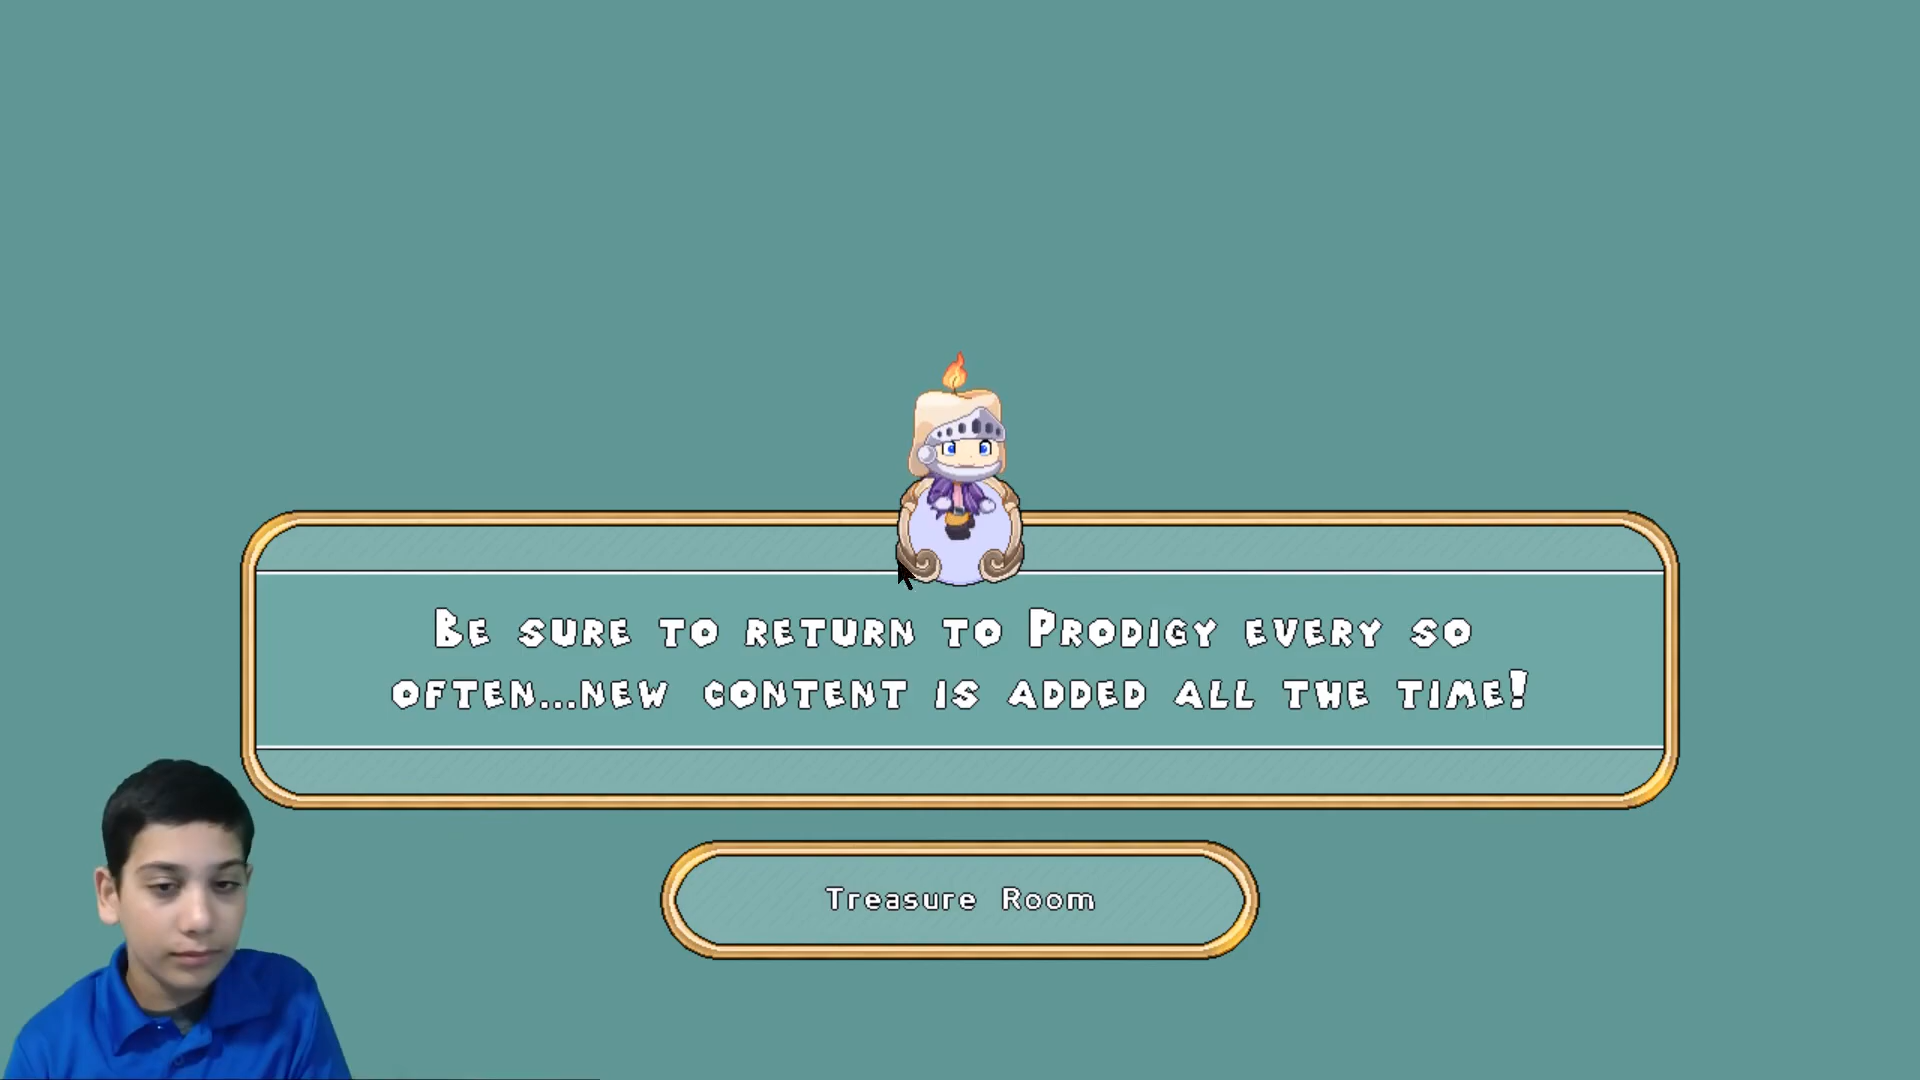 Be sure to return to Prodigy every so
often...new content is added all the time!
Treasure Room